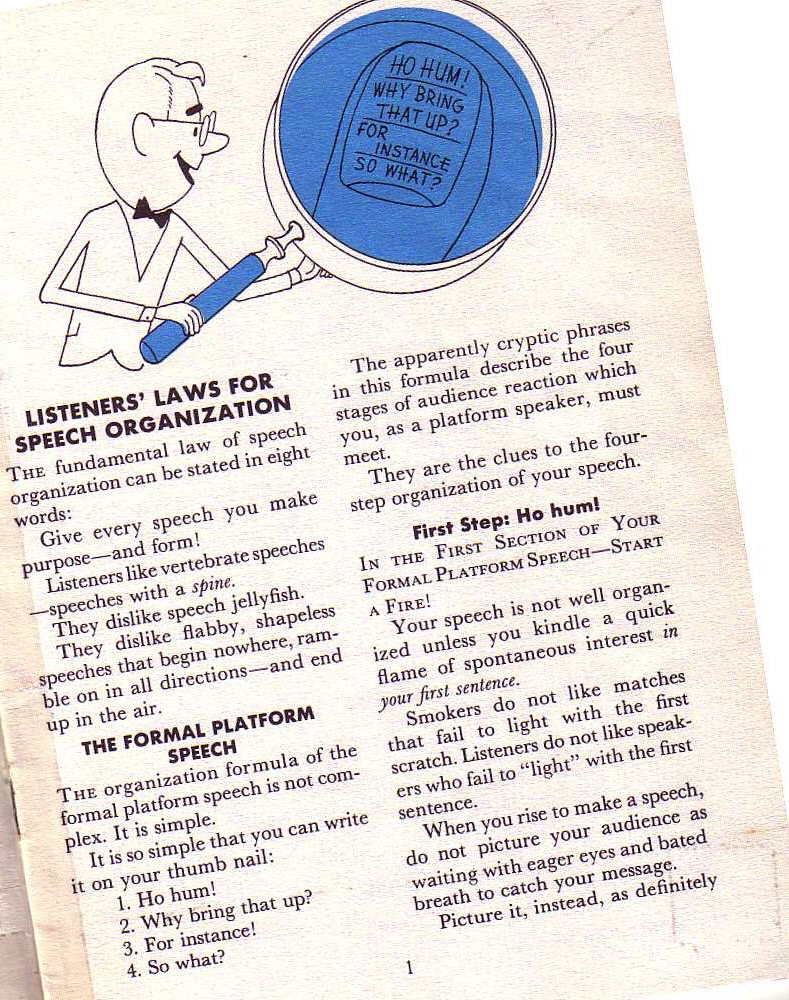 HO HUM!
WHY BRING
THAT UP?
FOR
INSTANCE
SO WHAT?
LISTENERS' LAWS FOR
SPEECH ORGANIZATION
THE fundamental law of speech
organization can be stated in eight
words:
Give every speech you make
purpose—and form!
Listeners like vertebrate speeches
—speeches with a spine.
They dislike speech jellyfish.
They dislike flabby, shapeless
speeches that begin nowhere, ram-
ble on in all directions—and end
up in the air.
THE FORMAL PLATFORM
SPEECH
THE organization formula of the
formal platform speech is not com-
plex. It is simple.
It is so simple that you can write
it on your thumb nail:
1. Ho hum!
2. Why bring that up?
3. For instance!
4. So what?
The apparently cryptic phrases
in this formula describe the four
stages of audience reaction which
you, as a platform speaker, must
meet.
They are the clues to the four-
step organization of your speech.
First Step: Ho hum!
IN THE FIRST SECTION OF YOUR
FORMAL PLATFORM SPEECH—START
A FIRE!
Your speech is not well organ-
ized unless you kindle a quick
flame of spontaneous interest in
your first sentence.
Smokers do not like matches
that fail to light with the first
scratch. Listeners do not like speak-
ers who fail to "light" with the first
sentence.
When you rise to make a speech,
do not picture your audience as
waiting with eager eyes and bated
breath to catch your message.
Picture it, instead, as definitely
1